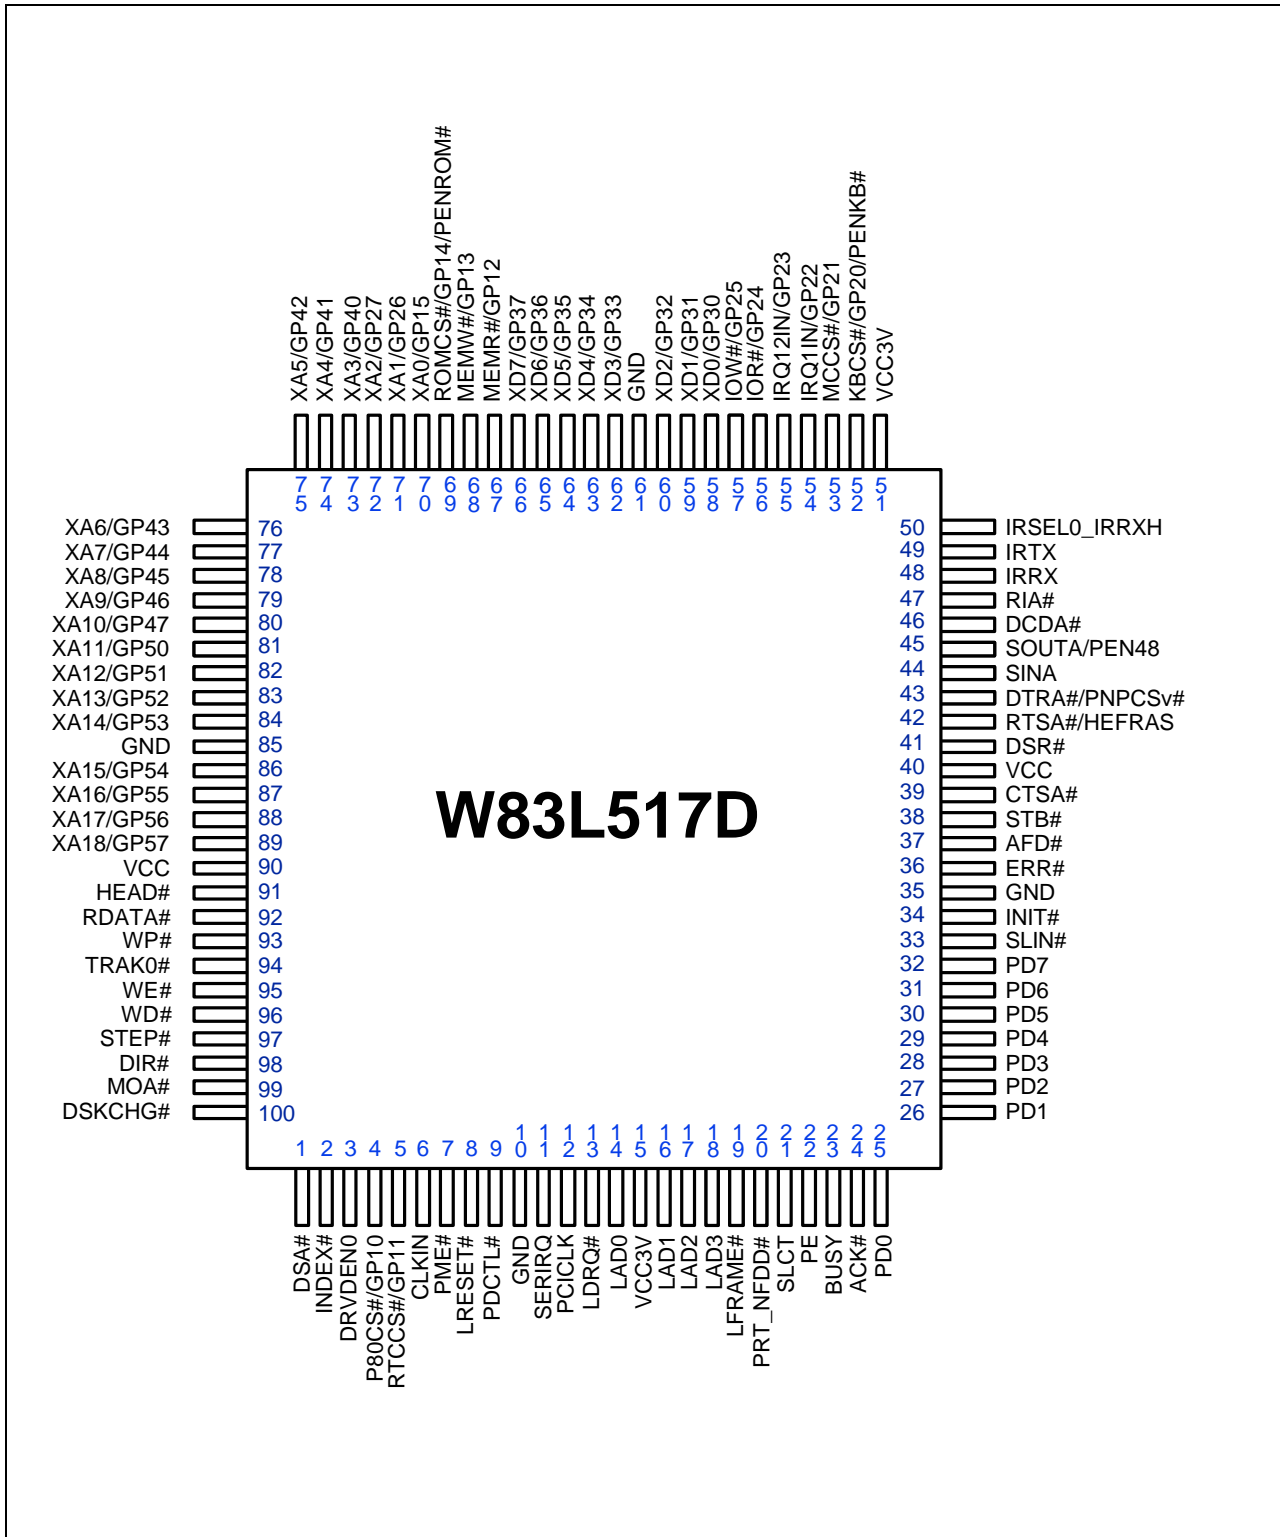 XA5/GP42
XA4/GP41
XA3/GP40
XA2/GP27
XA1/GP26
XA0/GP15
ROMCS#/GP14/PENROM#
MEMW#/GP13
MEMR#/GP12
XD7/GP37
XD6/GP36
XD5/GP35
XD4/GP34
XD3/GP33
GND
XD2/GP32
XD1/GP31
XD0/GP30
IOW#/GP25
IOR#/GP24
IRQ12IN/GP23
IRQ1IN/GP22
MCCS#/GP21
KBCS#/GP20/PENKB#
VCC3V
75 74 73 72 71 70 69 68 67 66 65 64 63 62 61 60 59 58 57 56 55 54 53 52 51
XA6/GP43 76
XA7/GP44 77
XA8/GP45 78
XA9/GP46 79
XA10/GP47 80
XA11/GP50 81
XA12/GP51 82
XA13/GP52 83
XA14/GP53 84
GND 85
XA15/GP54 86
XA16/GP55 87
XA17/GP56 88
XA18/GP57 89
VCC 90
HEAD# 91
RDATA# 92
WP# 93
TRAK0# 94
WE# 95
WD# 96
STEP# 97
DIR# 98
MOA# 99
DSKCHG# 100
W83L517D
50 IRSEL0_IRRXH
49 IRTX
48 IRRX
47 RIA#
46 DCDA#
45 SOUTA/PEN48
44 SINA
43 DTRA#/PNPCSv#
42 RTSA#/HEFRAS
41 DSR#
40 VCC
39 CTSA#
38 STB#
37 AFD#
36 ERR#
35 GND
34 INIT#
33 SLIN#
32 PD7
31 PD6
30 PD5
29 PD4
28 PD3
27 PD2
26 PD1
1 2 3 4 5 6 7 8 9 10 11 12 13 14 15 16 17 18 19 20 21 22 23 24 25
DSA#
INDEX#
DRVDEN0
P80CS#/GP10
RTCCS#/GP11
CLKIN
PME#
LRESET#
PDCTL#
GND
SERIRQ
PCICLK
LDRQ#
LAD0
VCC3V
LAD1
LAD2
LAD3
LFRAME#
PRT_NFDD#
SLCT
PE
BUSY
ACK#
PD0